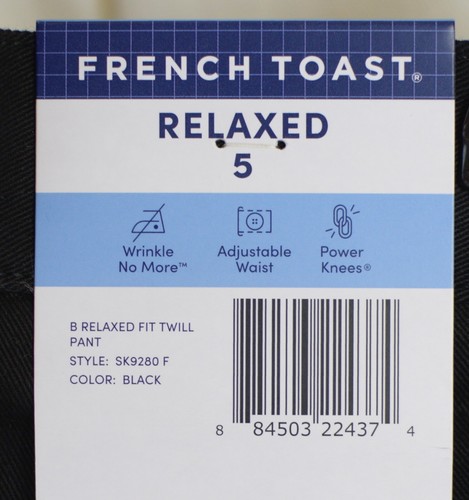 FRENCH TOAST®
RELAXED
5
Wrinkle
No More™
Adjustable
Waist
Power
Knees®
B RELAXED FIT TWILL
PANT
STYLE: SK9280 F
COLOR: BLACK
8 84503 22437 4